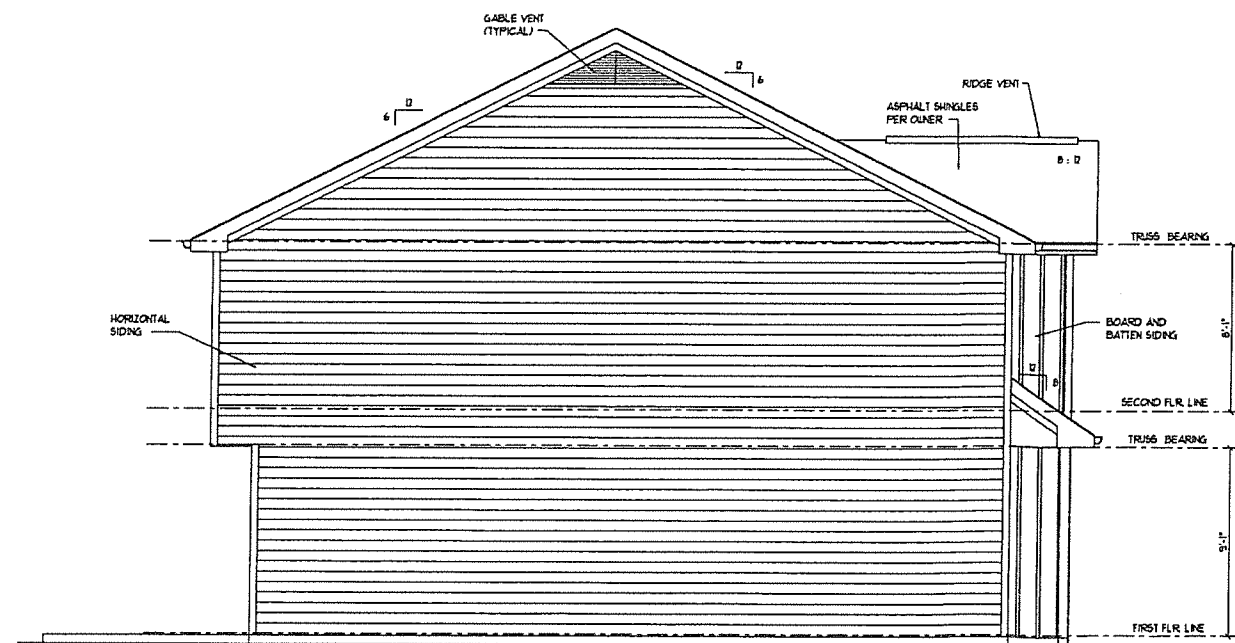 GABLE VENT
(TYPICAL)
12
6
12
6
RIDGE VENT
ASPHALT SHINGLES
PER OWNER
8 : 12
TRUSS BEARING
HORIZONTAL
SIDING
BOARD AND
BATTEN SIDING
8'-1"
12
8
SECOND FLR. LINE
TRUSS BEARING
9'-1"
FIRST FLR. LINE